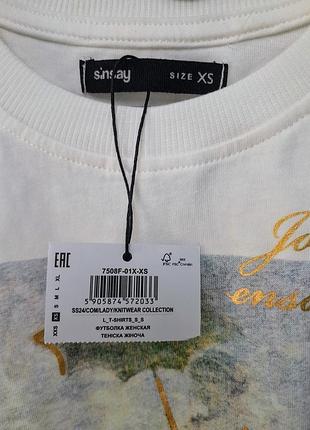 sinsay
SIZE XS
EAC
7508F-01X-XS
5 905874 572033
SS24/COM/LADY/KNITWEAR COLLECTION
L_T-SHIRTS_S_S
ФУТБОЛКА ЖЕНСКАЯ
ТЕНІСКА ЖІНОЧА
XXS XS S M L XL
FSC